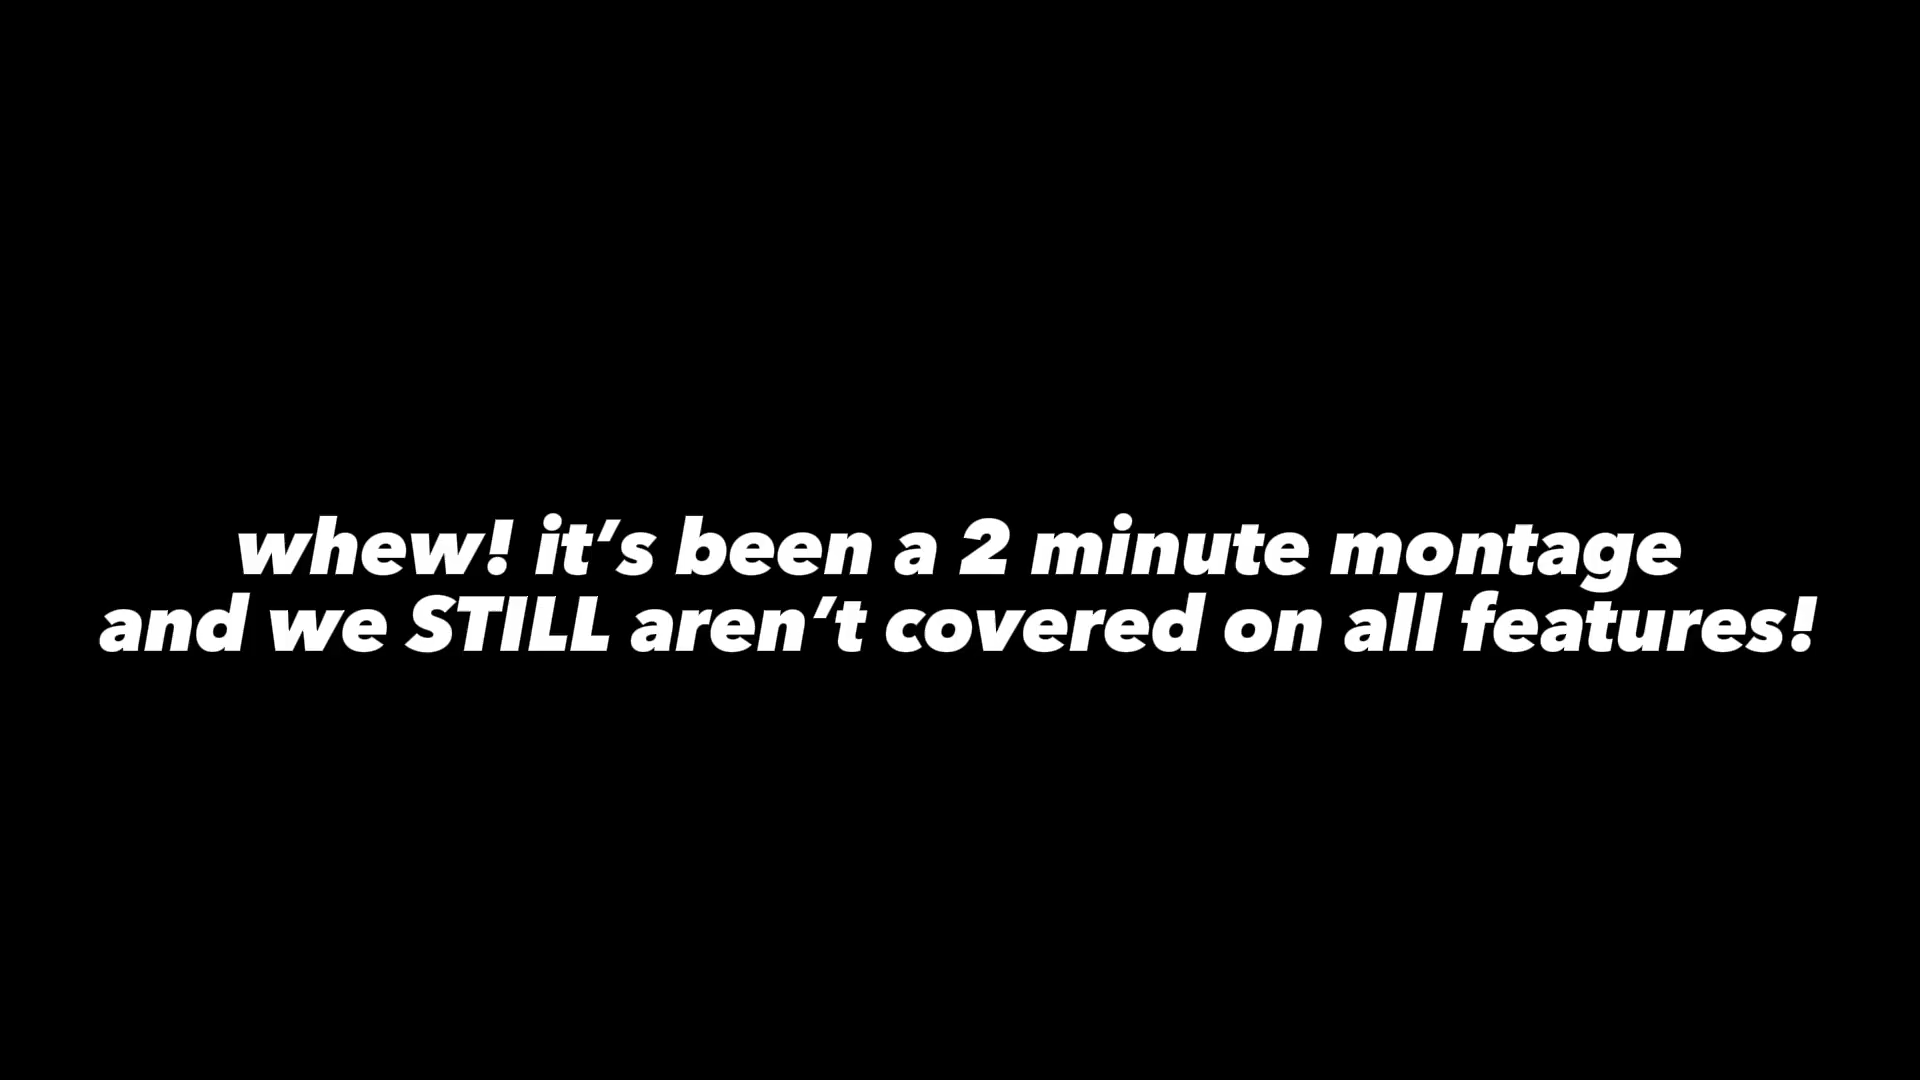 whew! it’s been a 2 minute montage
and we STILL aren’t covered on all features!